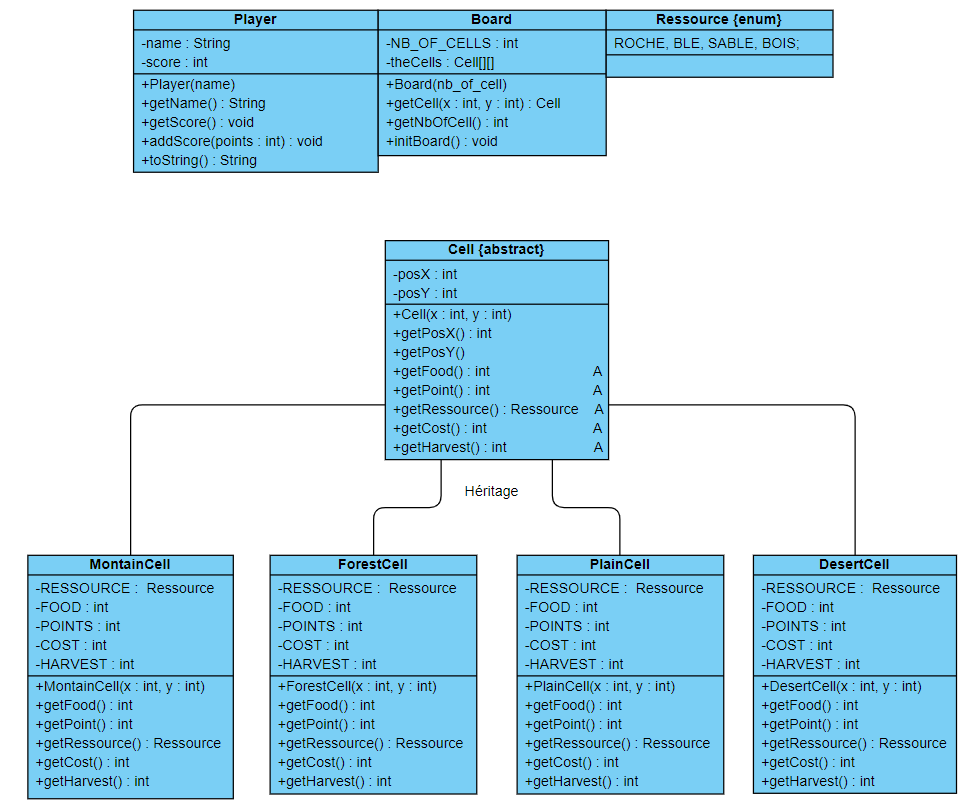 Player
-name : String
-score : int
+Player(name)
+getName() : String
+getScore() : void
+addScore(points : int) : void
+toString() : String
Board
-NB_OF_CELLS : int
-theCells : Cell[][]
+Board(nb_of_cell)
+getCell(x : int, y : int) : Cell
+getNbOfCell() : int
+initBoard() : void
Ressource {enum}
ROCHE, BLE, SABLE, BOIS;
Cell {abstract}
-posX : int
-posY : int
+Cell(x : int, y : int)
+getPosX() : int
+getPosY()
+getFood() : int A
+getPoint() : int A
+getRessource() : Ressource A
+getCost() : int A
+getHarvest() : int A
Héritage
MontainCell
-RESSOURCE : Ressource
-FOOD : int
-POINTS : int
-COST : int
-HARVEST : int
+MontainCell(x : int, y : int)
+getFood() : int
+getPoint() : int
+getRessource() : Ressource
+getCost() : int
+getHarvest() : int
ForestCell
-RESSOURCE : Ressource
-FOOD : int
-POINTS : int
-COST : int
-HARVEST : int
+ForestCell(x : int, y : int)
+getFood() : int
+getPoint() : int
+getRessource() : Ressource
+getCost() : int
+getHarvest() : int
PlainCell
-RESSOURCE : Ressource
-FOOD : int
-POINTS : int
-COST : int
-HARVEST : int
+PlainCell(x : int, y : int)
+getFood() : int
+getPoint() : int
+getRessource() : Ressource
+getCost() : int
+getHarvest() : int
DesertCell
-RESSOURCE : Ressource
-FOOD : int
-POINTS : int
-COST : int
-HARVEST : int
+DesertCell(x : int, y : int)
+getFood() : int
+getPoint() : int
+getRessource() : Ressource
+getCost() : int
+getHarvest() : int